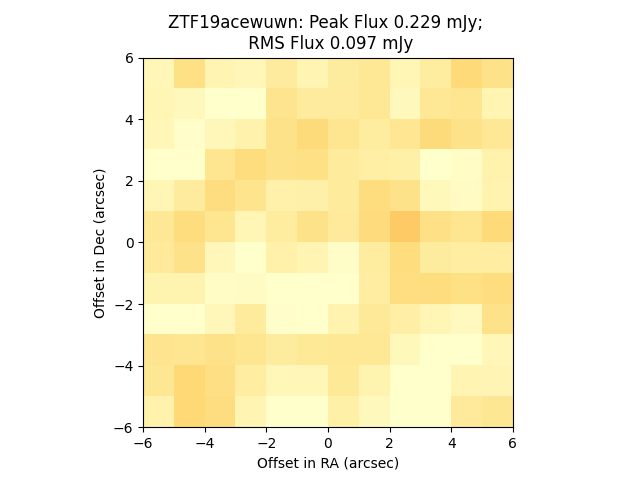 ZTF19acewuwn: Peak Flux 0.229 mJy;
RMS Flux 0.097 mJy
6
4
2
0
−2
−4
−6
Offset in Dec (arcsec)
−6 −4 −2 0 2 4 6
Offset in RA (arcsec)